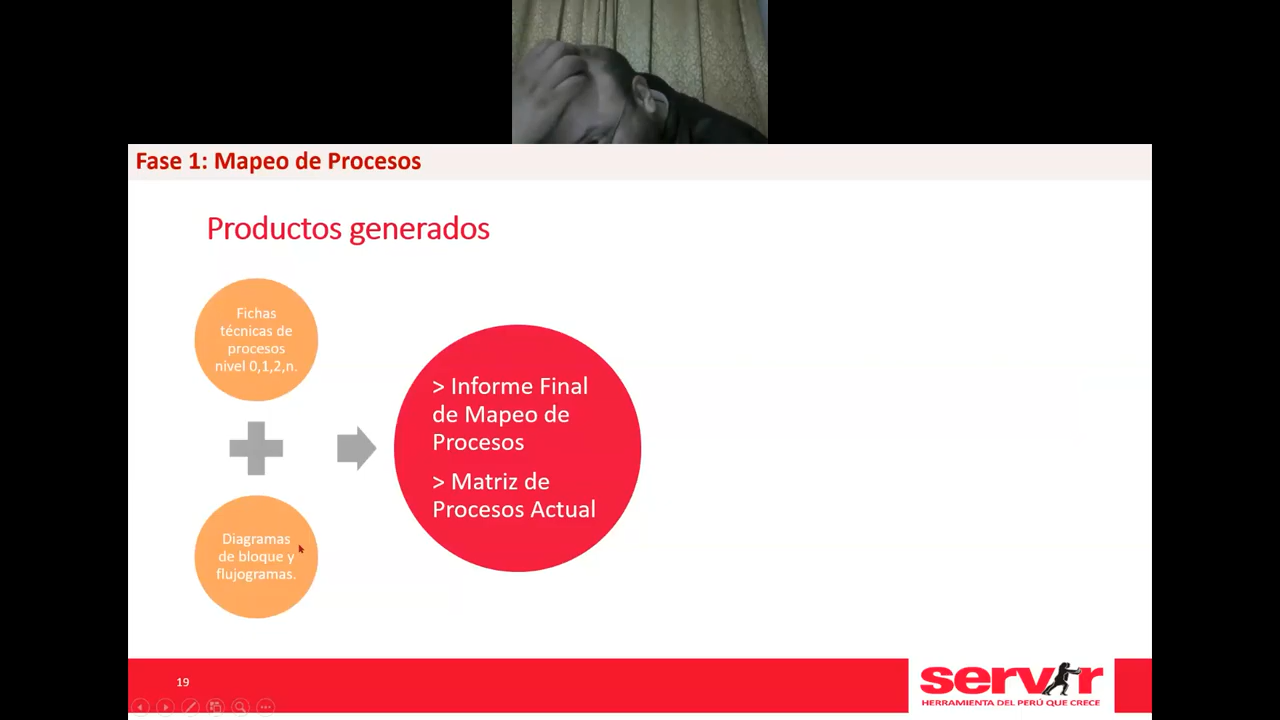 Fase 1: Mapeo de Procesos
Productos generados
Fichas
técnicas de
procesos
nivel 0,1,2,n.
Diagramas
de bloque y
flujogramas.
> Informe Final
de Mapeo de
Procesos
> Matriz de
Procesos Actual
19
servir
HERRAMIENTA DEL PERÚ QUE CRECE